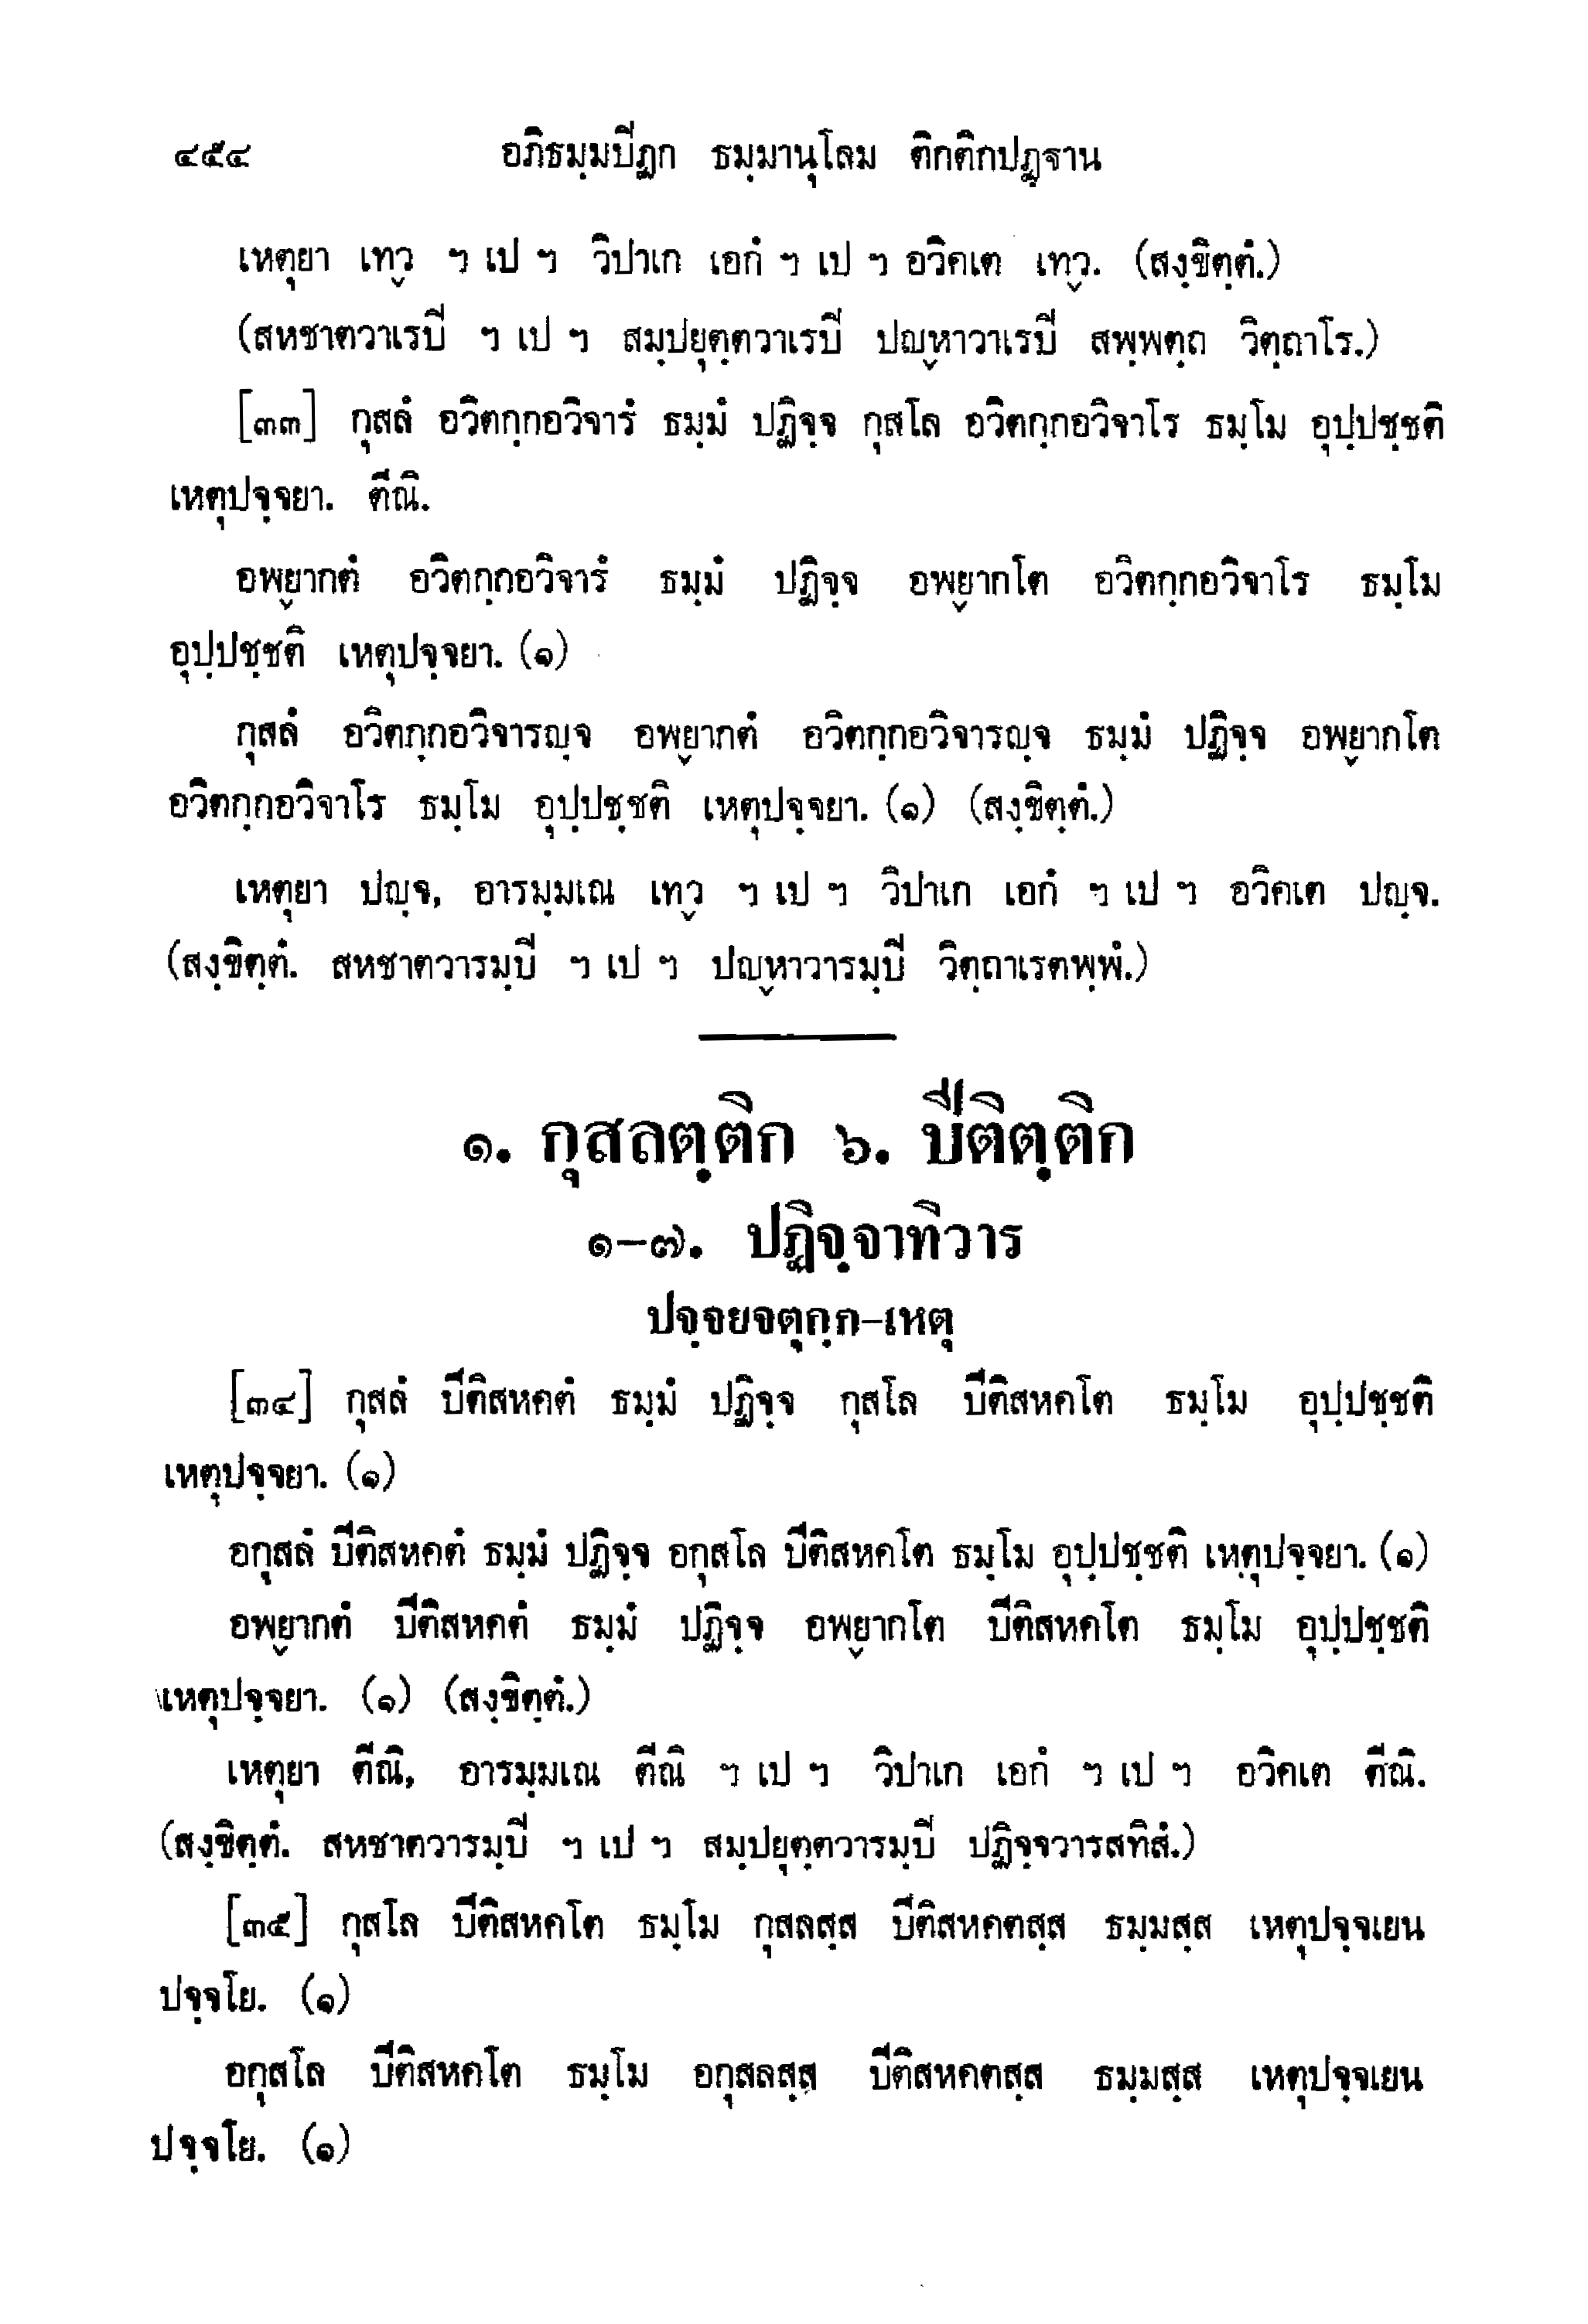 ๔๕๔ อภิธมฺมปิฏก ธมฺมานุโลม ติกติกปฏฺฐาน
เหตุยา เท๎ว ฯ เป ฯ วิปาเก เอกํ ฯ เป ฯ อวิคเต เท๎ว. (สงฺขิตฺตํ.)
(สหชาตวาเรปิ ฯ เป ฯ สมฺปยุตฺตวาเรปิ ปญ๎หาวาเรปิ สพฺพตฺถ วิตฺถาโร.)
[๓๓] กุสลํ อวิตกฺกอวิจารํ ธมฺมํ ปฏิจฺจ กุสโล อวิตกฺกอวิจาโร ธมฺโม อุปฺปชฺชติ
เหตุปจฺจยา. ตีณิ.
อพ๎ยากตํ อวิตกฺกอวิจารํ ธมฺมํ ปฏิจฺจ อพ๎ยากโต อวิตกฺกอวิจาโร ธมฺโม
อุปฺปชฺชติ เหตุปจฺจยา. (๑)
กุสลํ อวิตกฺกอวิจารญฺจ อพ๎ยากตํ อวิตกฺกอวิจารญฺจ ธมฺมํ ปฏิจฺจ อพ๎ยากโต
อวิตกฺกอวิจาโร ธมฺโม อุปฺปชฺชติ เหตุปจฺจยา. (๑) (สงฺขิตฺตํ.)
เหตุยา ปญฺจ, อารมฺมเณ เท๎ว ฯ เป ฯ วิปาเก เอกํ ฯ เป ฯ อวิคเต ปญฺจ.
(สงฺขิตฺตํ. สหชาตวารมฺปิ ฯ เป ฯ ปญ๎หาวารมฺปิ วิตฺถาเรตพฺพํ.)
๑. กุสลตฺติก ๖. ปีติตฺติก
๑-๗. ปฏิจฺจาทิวาร
ปจฺจยจตุกฺก-เหตุ
[๓๔] กุสลํ ปีติสหคตํ ธมฺมํ ปฏิจฺจ กุสโล ปีติสหคโต ธมฺโม อุปฺปชฺชติ
เหตุปจฺจยา. (๑)
อกุสลํ ปีติสหคตํ ธมฺมํ ปฏิจฺจ อกุสโล ปีติสหคโต ธมฺโม อุปฺปชฺชติ เหตุปจฺจยา. (๑)
อพ๎ยากตํ ปีติสหคตํ ธมฺมํ ปฏิจฺจ อพ๎ยากโต ปีติสหคโต ธมฺโม อุปฺปชฺชติ
เหตุปจฺจยา. (๑) (สงฺขิตฺตํ.)
เหตุยา ตีณิ, อารมฺมเณ ตีณิ ฯ เป ฯ วิปาเก เอกํ ฯ เป ฯ อวิคเต ตีณิ.
(สงฺขิตฺตํ. สหชาตวารมฺปิ ฯ เป ฯ สมฺปยุตฺตวารมฺปิ ปฏิจฺจวารสทิสํ.)
[๓๕] กุสโล ปีติสหคโต ธมฺโม กุสลสฺส ปีติสหคตสฺส ธมฺมสฺส เหตุปจฺจเยน
ปจฺจโย. (๑)
อกุสโล ปีติสหคโต ธมฺโม อกุสลสฺส ปีติสหคตสฺส ธมฺมสฺส เหตุปจฺจเยน
ปจฺจโย. (๑)